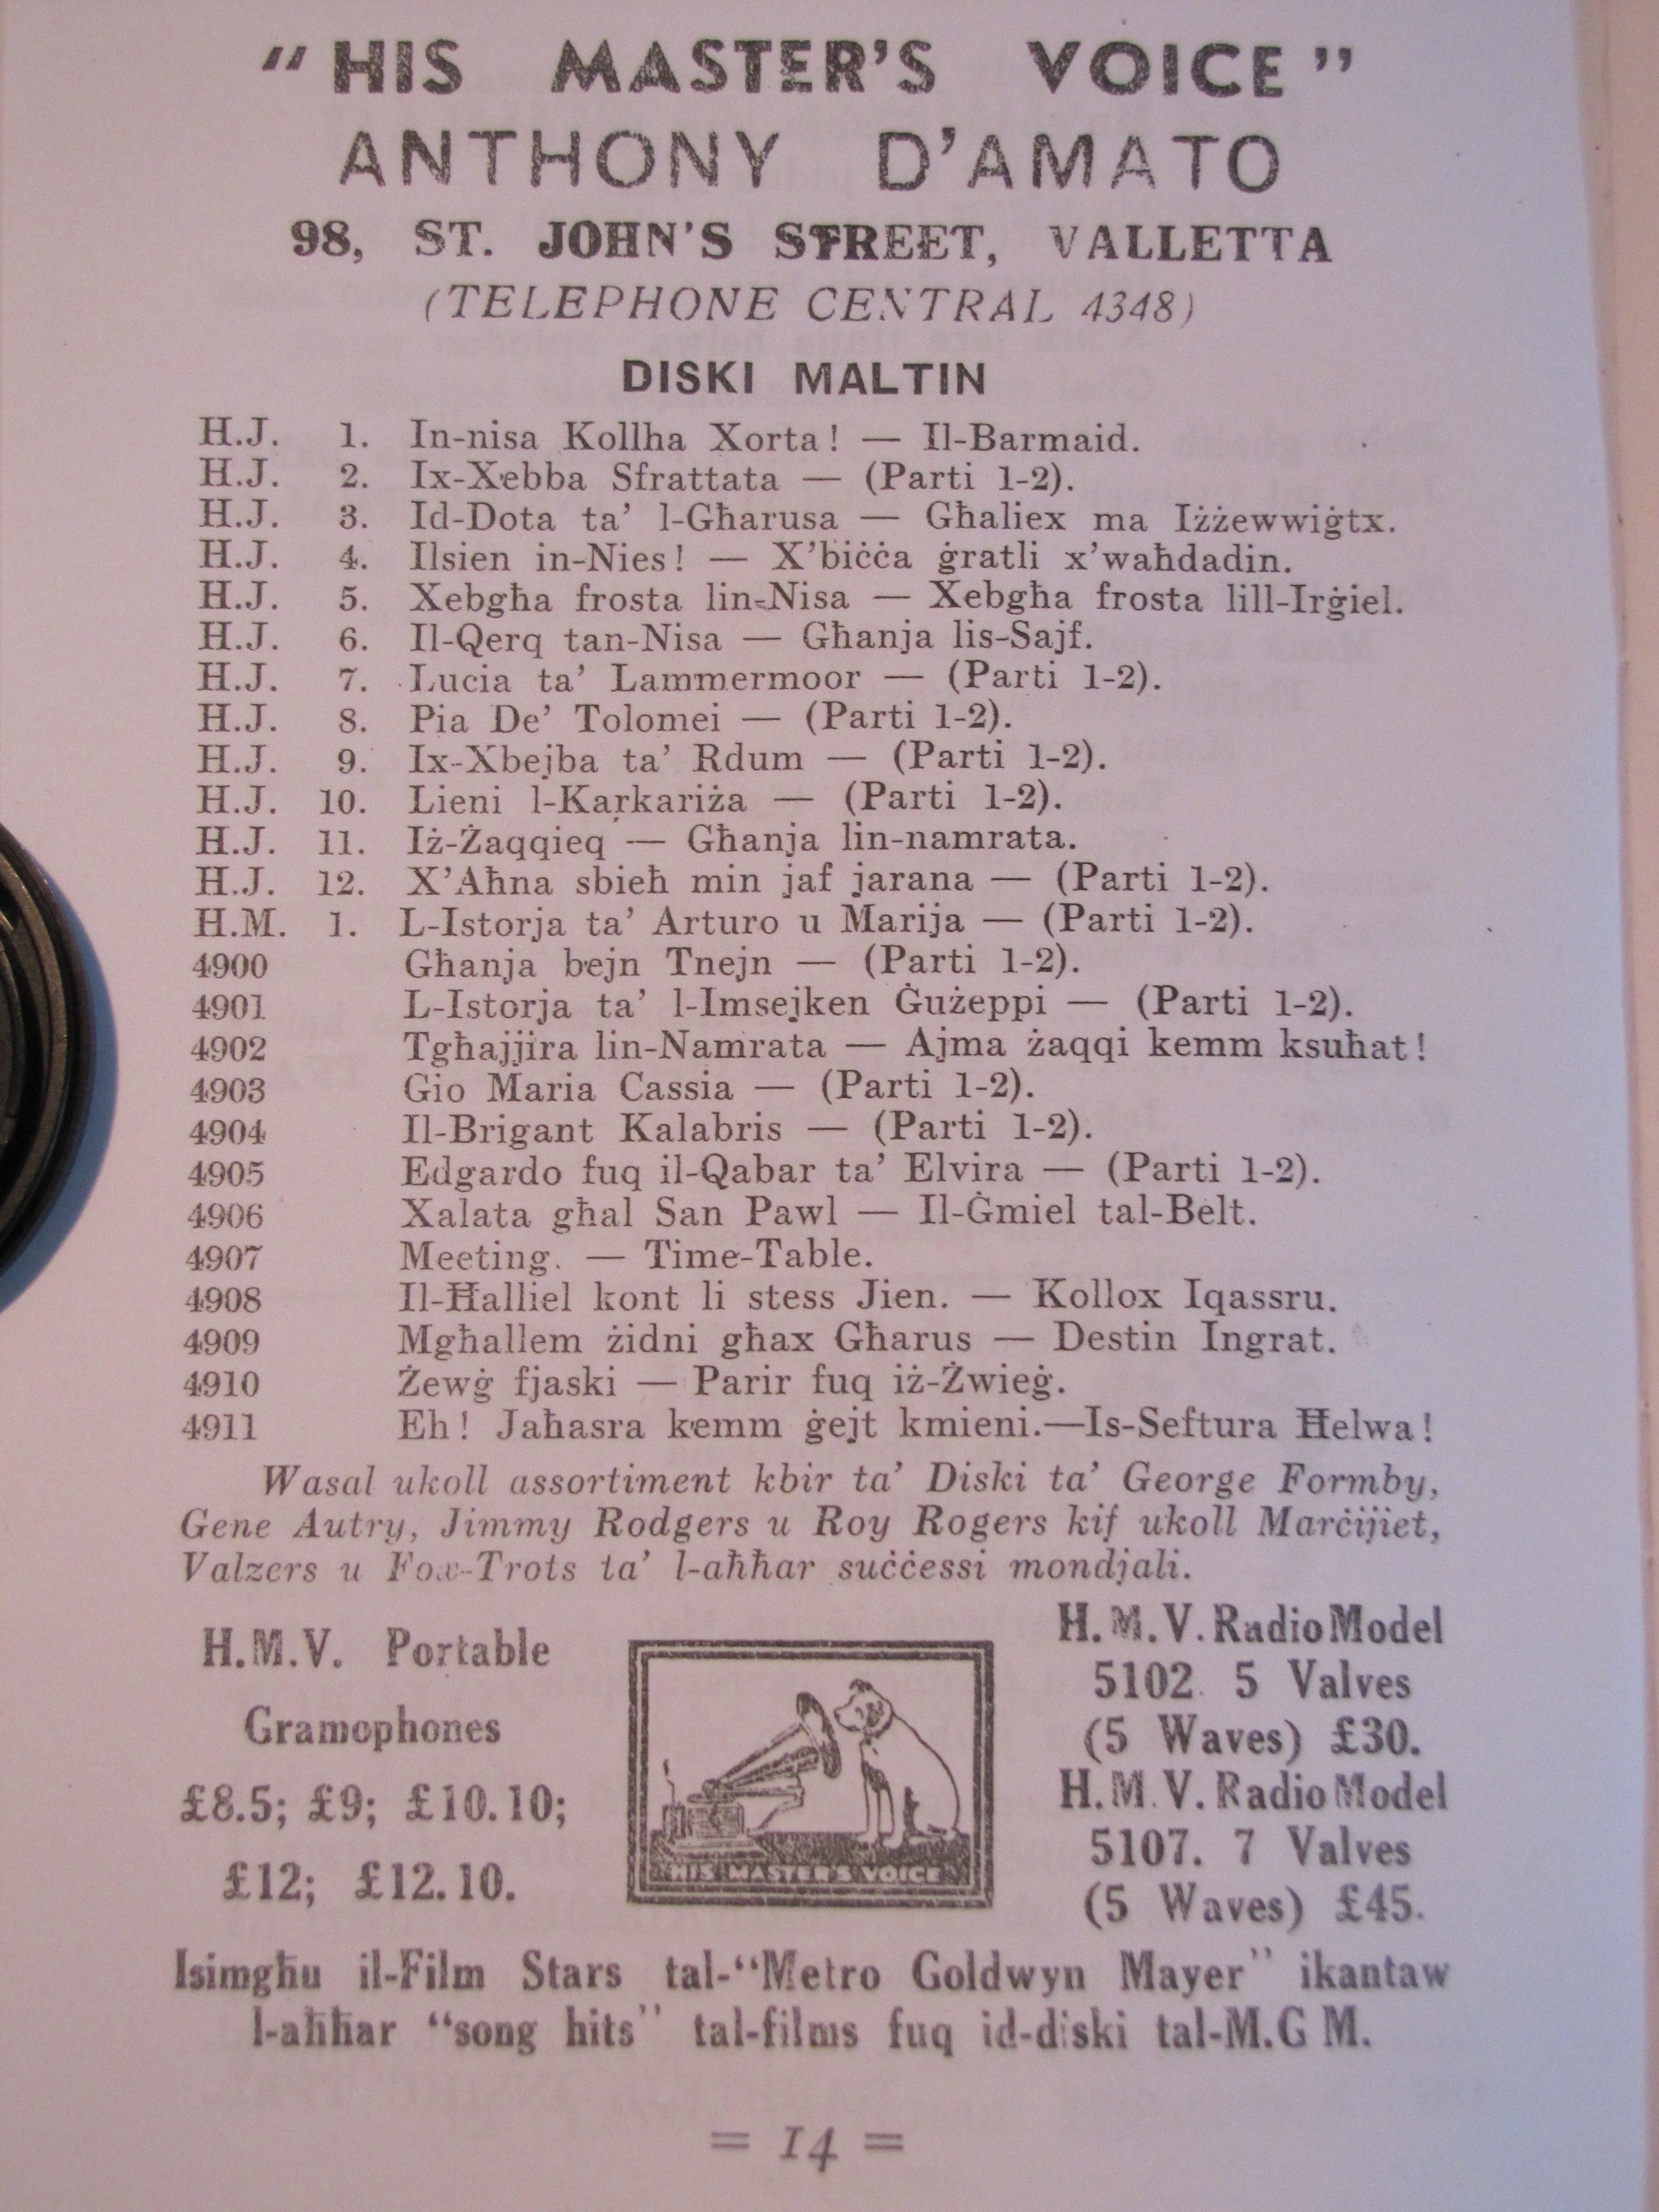 " HIS MASTER'S VOICE "
ANTHONY D'AMATO
98, ST. JOHN'S STREET, VALLETTA
(TELEPHONE CENTRAL 4348)
DISKI MALTIN
H.J. 1. In-nisa Kollha Xorta! — Il-Barmaid.
H.J. 2. Ix-Xebba Sfrattata — (Parti 1-2).
H.J. 3. Id-Dota ta' l-Għarusa — Għaliex ma Iżżewwiġtx.
H.J. 4. Ilsien in-Nies! — X'biċċa ġratli x'waħdadin.
H.J. 5. Xebgħa frosta lin-Nisa — Xebgħa frosta lill-Irġiel.
H.J. 6. Il-Qerq tan-Nisa — Għanja lis-Sajf.
H.J. 7. Lucia ta' Lammermoor — (Parti 1-2).
H.J. 8. Pia De' Tolomei — (Parti 1-2).
H.J. 9. Ix-Xbejba ta' Rdum — (Parti 1-2).
H.J. 10. Lieni l-Karkariża — (Parti 1-2).
H.J. 11. Iż-Żaqqieq — Għanja lin-namrata.
H.J. 12. X'Aħna sbieħ min jaf jarana — (Parti 1-2).
H.M. 1. L-Istorja ta' Arturo u Marija — (Parti 1-2).
4900 Għanja bejn Tnejn — (Parti 1-2).
4901 L-Istorja ta' l-Imsejken Ġużeppi — (Parti 1-2).
4902 Tgħajjira lin-Namrata — Ajma żaqqi kemm ksuħat!
4903 Gio Maria Cassia — (Parti 1-2).
4904 Il-Brigant Kalabris — (Parti 1-2).
4905 Edgardo fuq il-Qabar ta' Elvira — (Parti 1-2).
4906 Xalata għal San Pawl — Il-Ġmiel tal-Belt.
4907 Meeting. — Time-Table.
4908 Il-Ħalliel kont li stess Jien. — Kollox Iqassru.
4909 Mgħallem żidni għax Għarus — Destin Ingrat.
4910 Żewġ fjaski — Parir fuq iż-Żwieġ.
4911 Eh! Jaħasra kemm ġejt kmieni.—Is-Seftura Ħelwa!
Wasal ukoll assortiment kbir ta' Diski ta' George Formby,
Gene Autry, Jimmy Rodgers u Roy Rogers kif ukoll Marċijiet,
Valzers u Fox-Trots ta' l-aħħar suċċessi mondjali.
H.M.V. Portable
Gramophones
£8.5; £9; £10.10;
£12; £12.10.
HIS MASTER'S VOICE
H.M.V. Radio Model
5102. 5 Valves
(5 Waves) £30.
H.M.V. Radio Model
5107. 7 Valves
(5 Waves) £45.
Isimgħu il-Film Stars tal-"Metro Goldwyn Mayer" ikantaw
l-aħħar "song hits" tal-films fuq id-diski tal-M.G M.
= 14 =